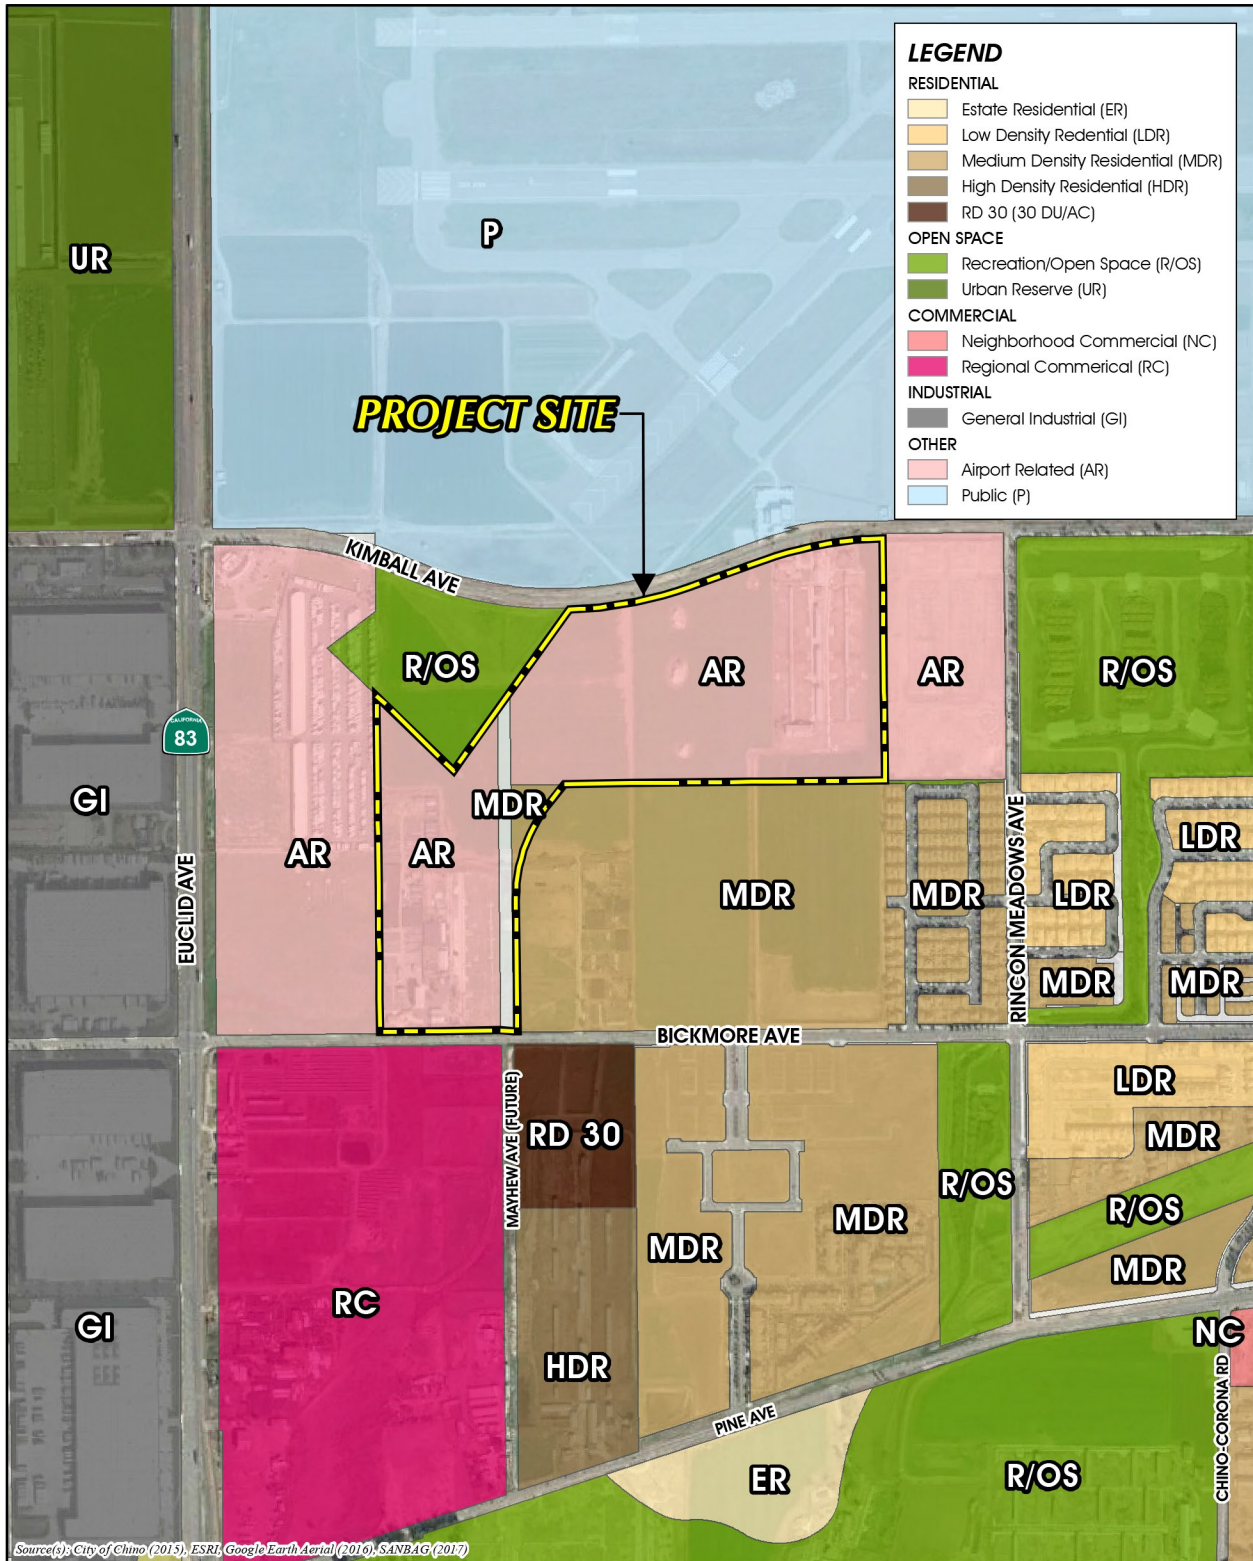 LEGEND
RESIDENTIAL
Estate Residential (ER)
Low Density Redential (LDR)
Medium Density Residential (MDR)
High Density Residential (HDR)
RD 30 (30 DU/AC)
OPEN SPACE
Recreation/Open Space (R/OS)
Urban Reserve (UR)
COMMERCIAL
Neighborhood Commercial (NC)
Regional Commerical (RC)
INDUSTRIAL
General Industrial (GI)
OTHER
Airport Related (AR)
Public (P)
UR
P
PROJECT SITE
KIMBALL AVE
R/OS
AR
AR
R/OS
CALIFORNIA
83
GI
MDR
AR
AR
EUCLID AVE
MDR
MDR
RINCON MEADOWS AVE
LDR
LDR
MDR
MDR
BICKMORE AVE
MAYHEW AVE (FUTURE)
RD 30
LDR
MDR
R/OS
R/OS
MDR
MDR
MDR
RC
GI
HDR
NC
PINE AVE
CHINO-CORONA RD
ER
R/OS
Source(s): City of Chino (2015), ESRI, Google Earth Aerial (2016), SANBAG (2017)